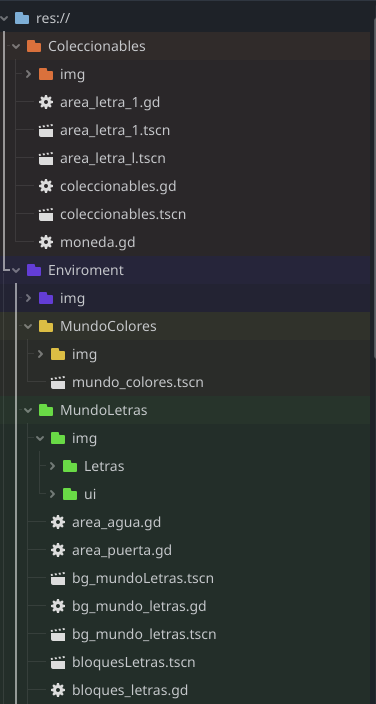 res://
Coleccionables
img
area_letra_1.gd
area_letra_1.tscn
area_letra_l.tscn
coleccionables.gd
coleccionables.tscn
moneda.gd
Enviroment
img
MundoColores
img
mundo_colores.tscn
MundoLetras
img
Letras
ui
area_agua.gd
area_puerta.gd
bg_mundoLetras.tscn
bg_mundo_letras.gd
bg_mundo_letras.tscn
bloquesLetras.tscn
bloques_letras.gd